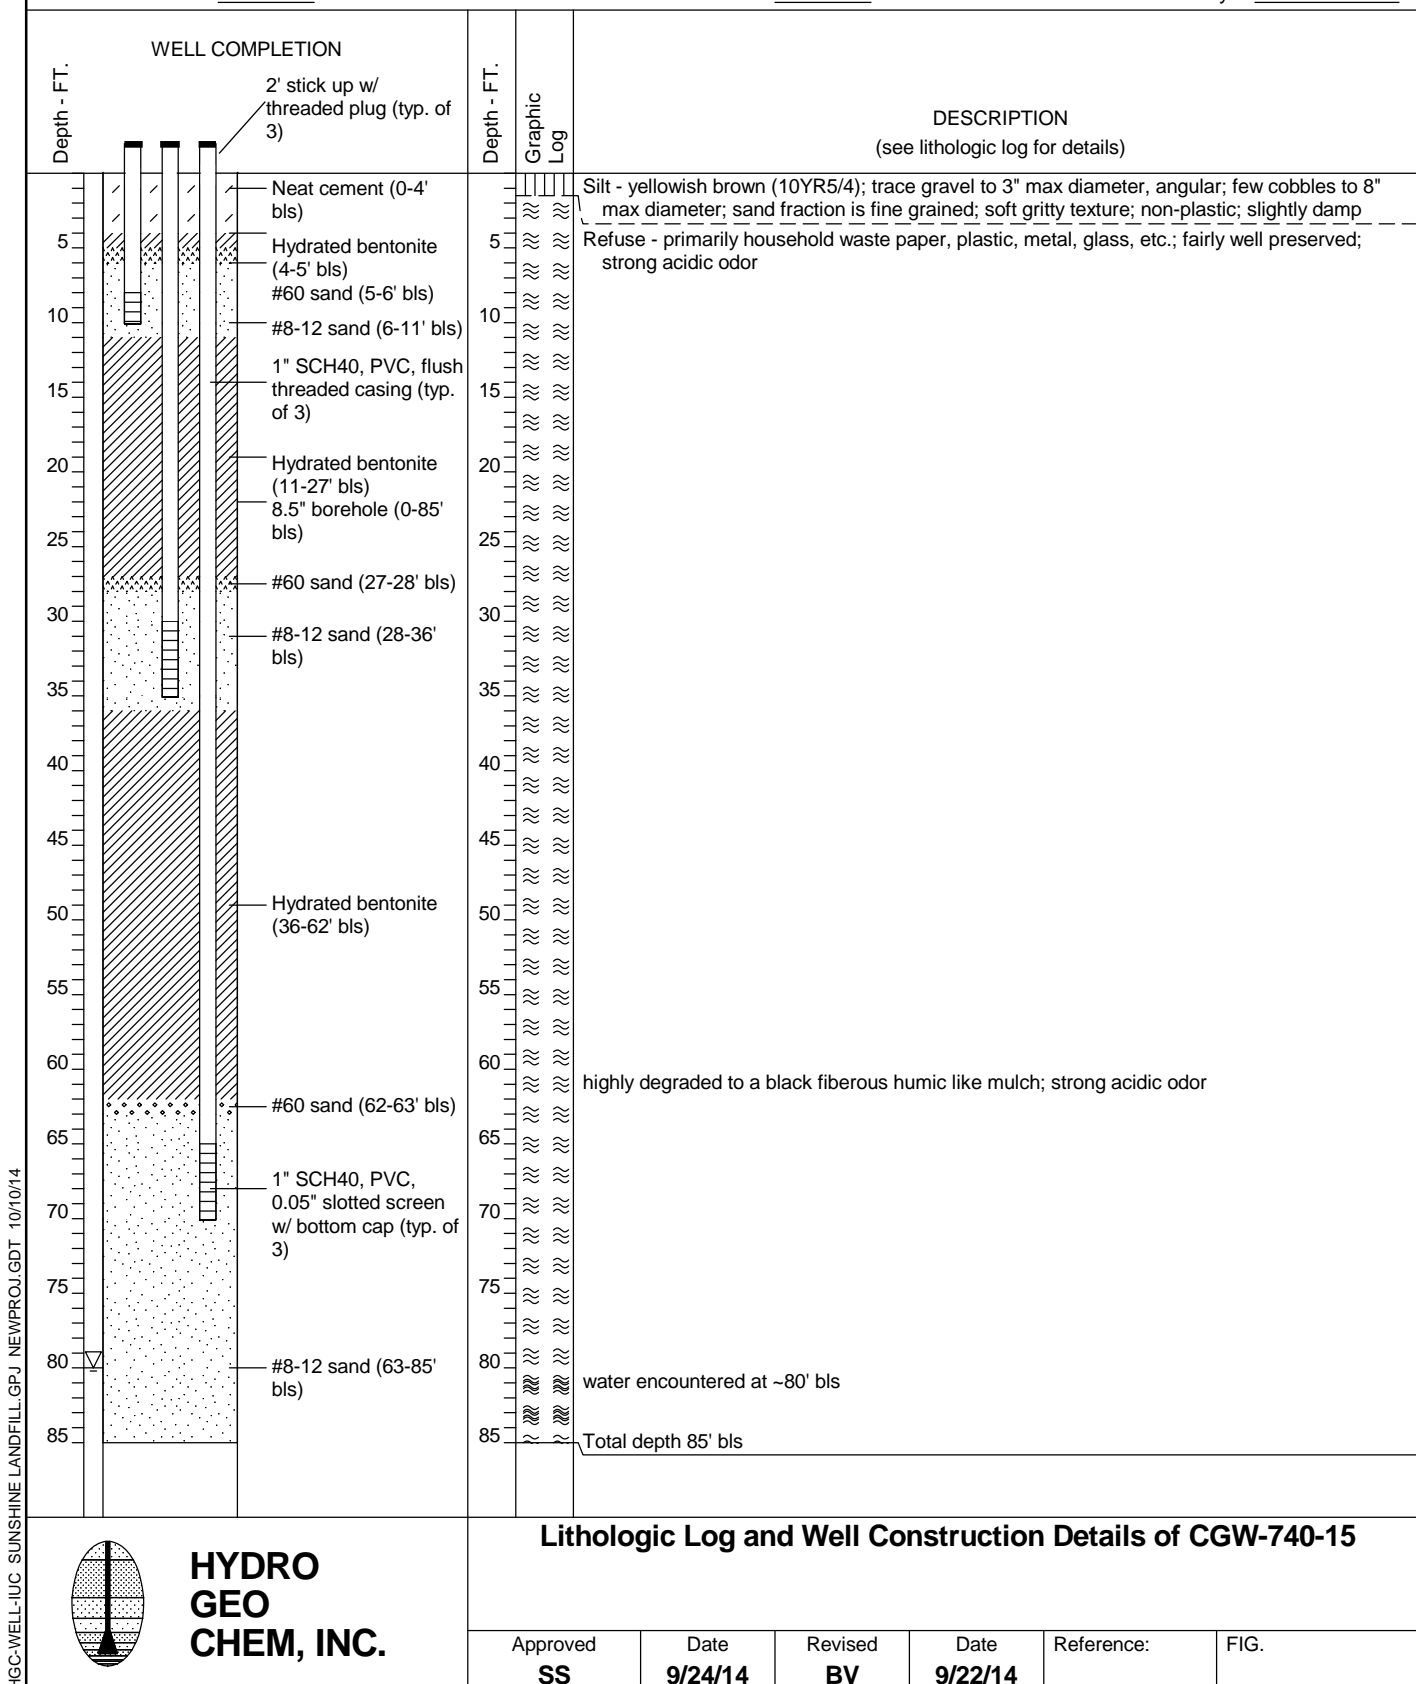 WELL COMPLETION
Depth - FT.
2' stick up w/
threaded plug (typ. of
3)
Depth - FT.
Graphic
Log
DESCRIPTION
(see lithologic log for details)
Neat cement (0-4'
bls)
Hydrated bentonite
(4-5' bls)
#60 sand (5-6' bls)
#8-12 sand (6-11' bls)
1" SCH40, PVC, flush
threaded casing (typ.
of 3)
Hydrated bentonite
(11-27' bls)
8.5" borehole (0-85'
bls)
#60 sand (27-28' bls)
#8-12 sand (28-36'
bls)
Hydrated bentonite
(36-62' bls)
#60 sand (62-63' bls)
1" SCH40, PVC,
0.05" slotted screen
w/ bottom cap (typ. of
3)
#8-12 sand (63-85'
bls)
5
10
15
20
25
30
35
40
45
50
55
60
65
70
75
80
85
5
10
15
20
25
30
35
40
45
50
55
60
65
70
75
80
85
Silt - yellowish brown (10YR5/4); trace gravel to 3" max diameter, angular; few cobbles to 8"
max diameter; sand fraction is fine grained; soft gritty texture; non-plastic; slightly damp
Refuse - primarily household waste paper, plastic, metal, glass, etc.; fairly well preserved;
strong acidic odor
highly degraded to a black fiberous humic like mulch; strong acidic odor
water encountered at ~80' bls
Total depth 85' bls
HGC-WELL-IUC SUNSHINE LANDFILL.GPJ NEWPROJ.GDT 10/10/14
HYDRO
GEO
CHEM, INC.
Lithologic Log and Well Construction Details of CGW-740-15
Approved
SS
Date
9/24/14
Revised
BV
Date
9/22/14
Reference:
FIG.